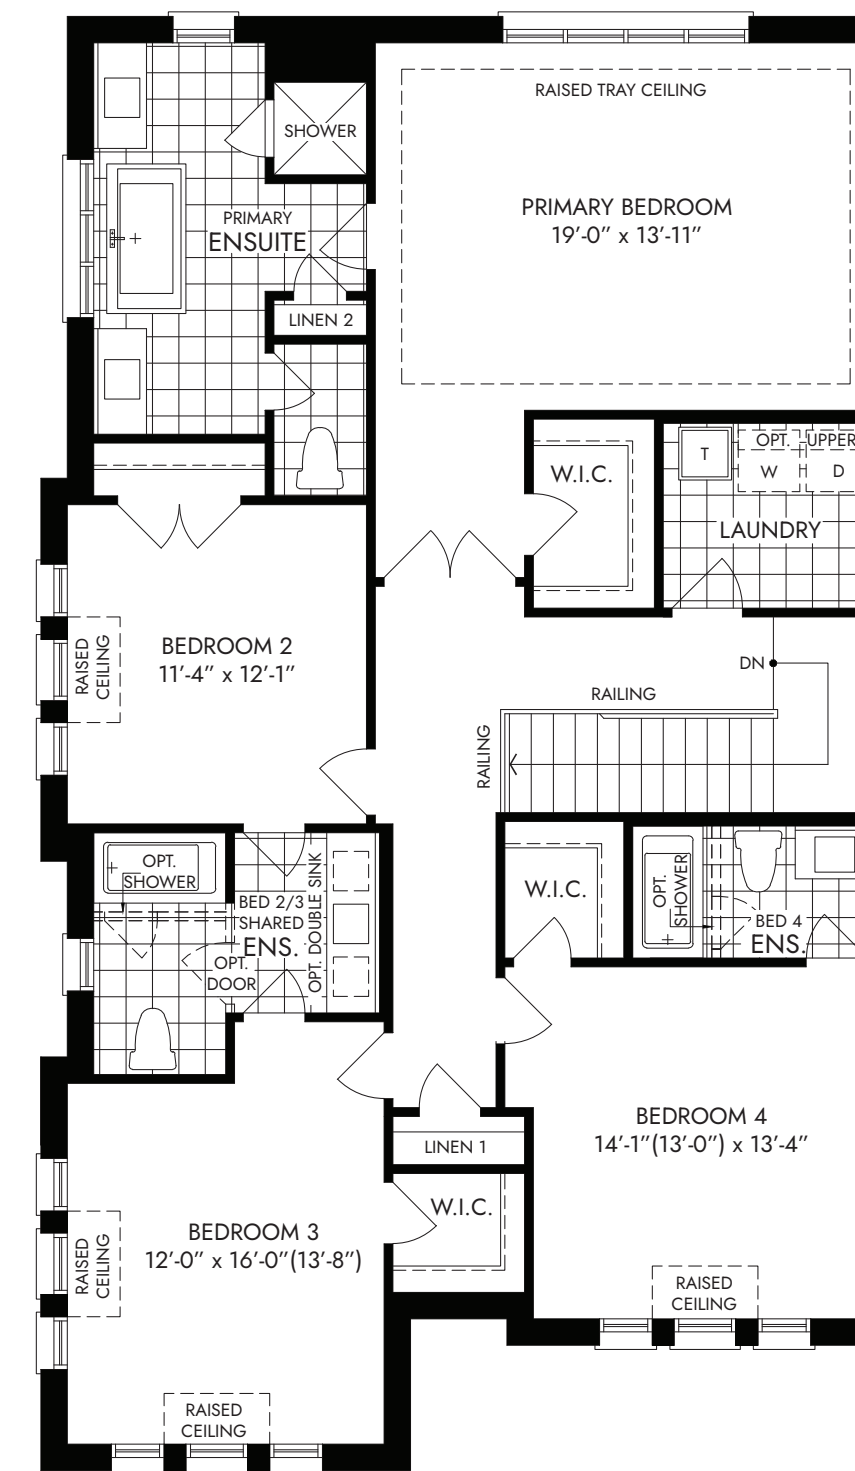 RAISED TRAY CEILING
PRIMARY BEDROOM
19'-0" x 13'-11"
SHOWER
PRIMARY
ENSUITE
LINEN 2
W.I.C.
T
OPT.
UPPER
W
D
LAUNDRY
BEDROOM 2
11'-4" x 12'-1"
RAISED
CEILING
DN
RAILING
RAILING
OPT.
SHOWER
BED 2/3
SHARED
ENS.
OPT. DOUBLE SINK
OPT.
DOOR
W.I.C.
OPT.
SHOWER
BED 4
ENS.
BEDROOM 4
14'-1"(13'-0") x 13'-4"
LINEN 1
W.I.C.
BEDROOM 3
12'-0" x 16'-0"(13'-8")
RAISED
CEILING
RAISED
CEILING
RAISED
CEILING